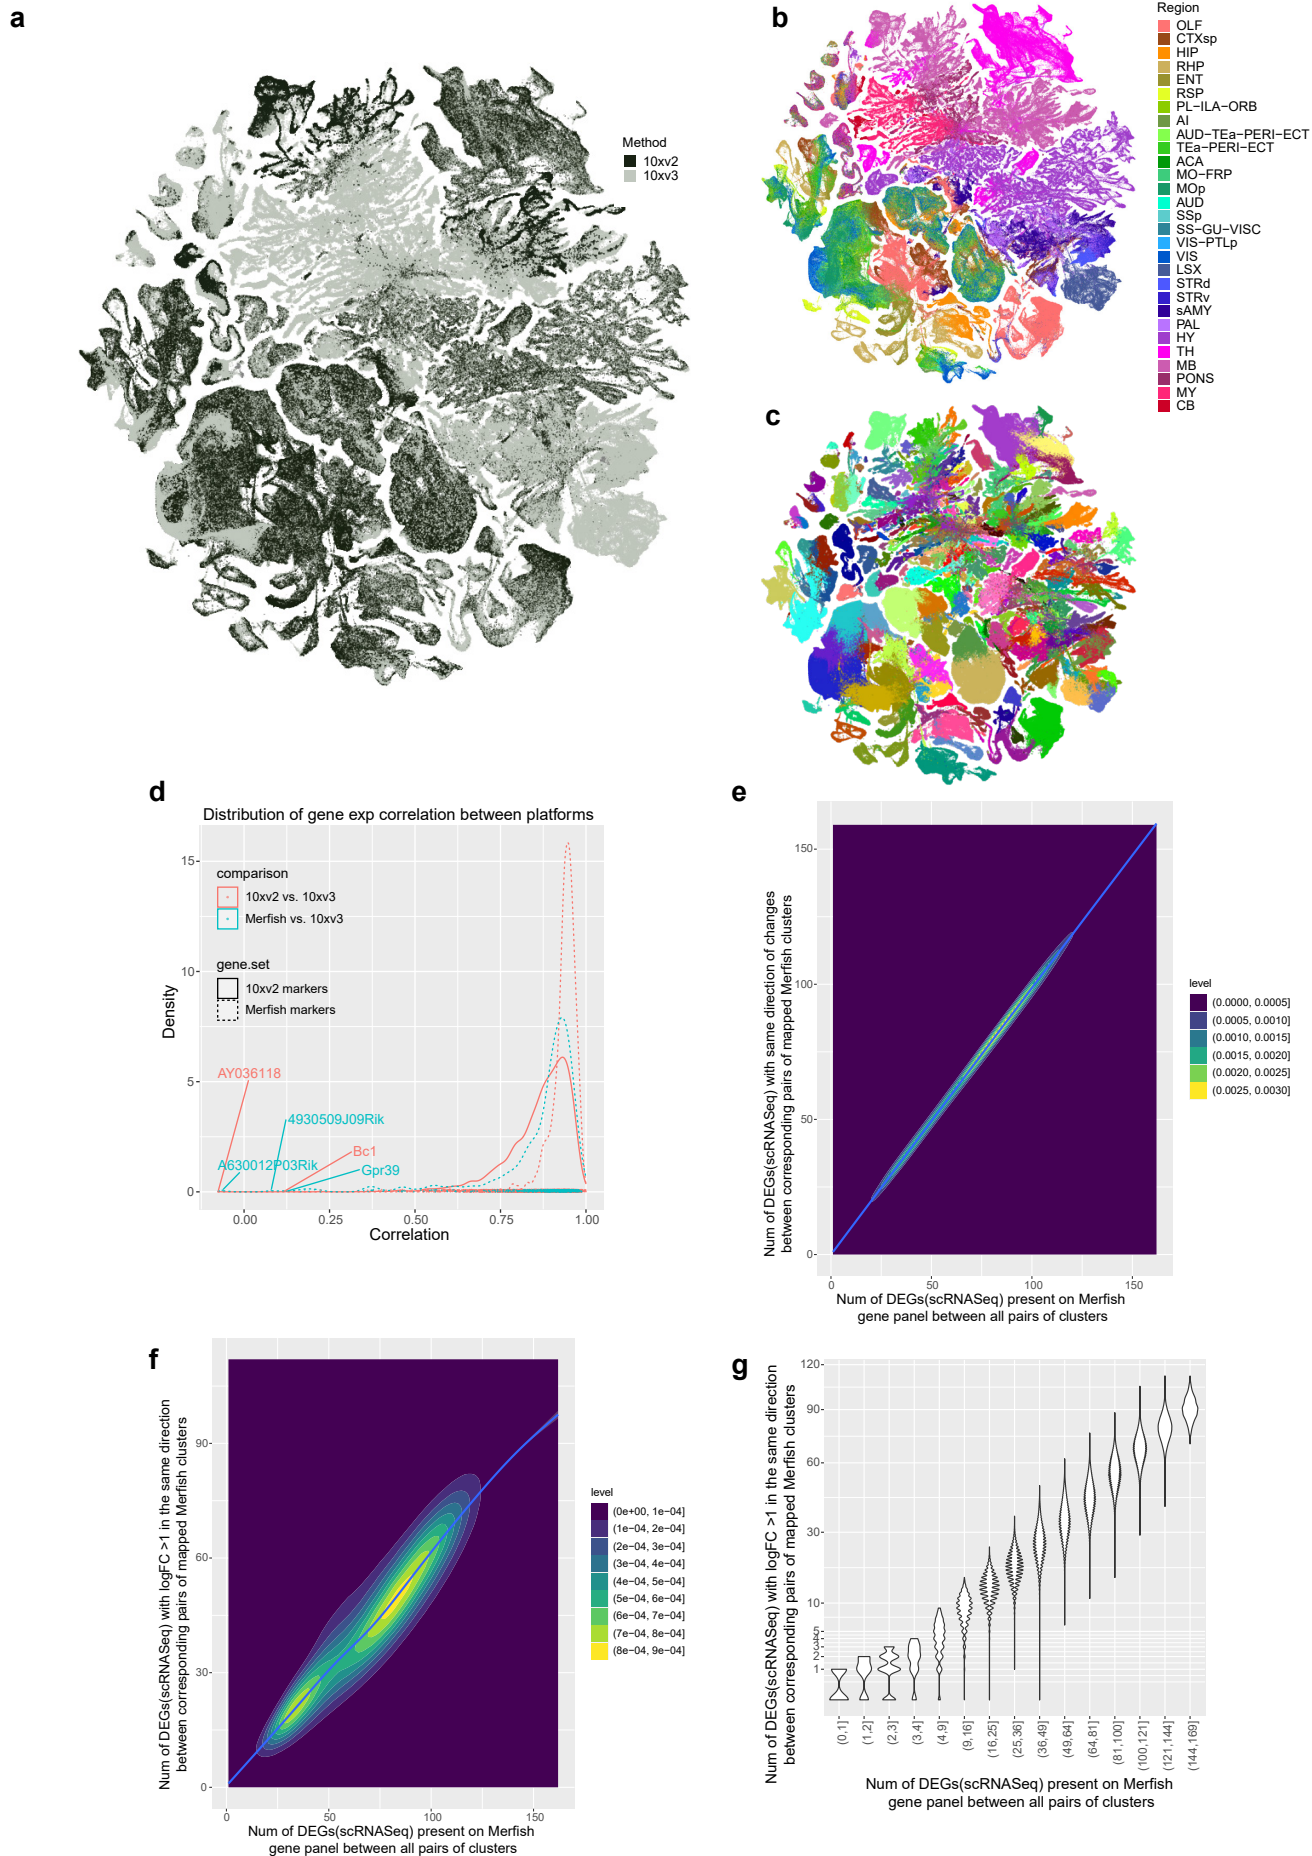 a
Method
10xv2
10xv3
b
Region
OLF
CTXsp
HIP
RHP
ENT
RSP
PL−ILA−ORB
AI
AUD−TEa−PERI−ECT
TEa−PERI−ECT
ACA
MO−FRP
MOp
AUD
SSp
SS−GU−VISC
VIS−PTLp
VIS
LSX
STRd
STRv
sAMY
PAL
HY
TH
MB
PONS
MY
CB
c
d
Distribution of gene exp correlation between platforms
comparison
10xv2 vs. 10xv3
Merfish vs. 10xv3
gene.set
10xv2 markers
Merfish markers
AY036118
4930509J09Rik
A630012P03Rik
Bc1
Gpr39
Density
15
10
5
0
0.00
0.25
0.50
0.75
1.00
Correlation
e
Num of DEGs(scRNASeq) with same direction of changes
between corresponding pairs of mapped Merfish clusters
150
100
50
0
0
50
100
150
Num of DEGs(scRNASeq) present on Merfish
gene panel between all pairs of clusters
level
(0.0000, 0.0005]
(0.0005, 0.0010]
(0.0010, 0.0015]
(0.0015, 0.0020]
(0.0020, 0.0025]
(0.0025, 0.0030]
f
Num of DEGs(scRNASeq) with logFC >1 in the same direction
between corresponding pairs of mapped Merfish clusters
90
60
30
0
0
50
100
150
Num of DEGs(scRNASeq) present on Merfish
gene panel between all pairs of clusters
level
(0e+00, 1e−04]
(1e−04, 2e−04]
(2e−04, 3e−04]
(3e−04, 4e−04]
(4e−04, 5e−04]
(5e−04, 6e−04]
(6e−04, 7e−04]
(7e−04, 8e−04]
(8e−04, 9e−04]
g
Num of DEGs(scRNASeq) with logFC >1 in the same direction
between corresponding pairs of mapped Merfish clusters
120
90
60
30
10
5
4
3
2
1
(0,1]
(1,2]
(2,3]
(3,4]
(4,9]
(9,16]
(16,25]
(25,36]
(36,49]
(49,64]
(64,81]
(81,100]
(100,121]
(121,144]
(144,169]
Num of DEGs(scRNASeq) present on Merfish
gene panel between all pairs of clusters